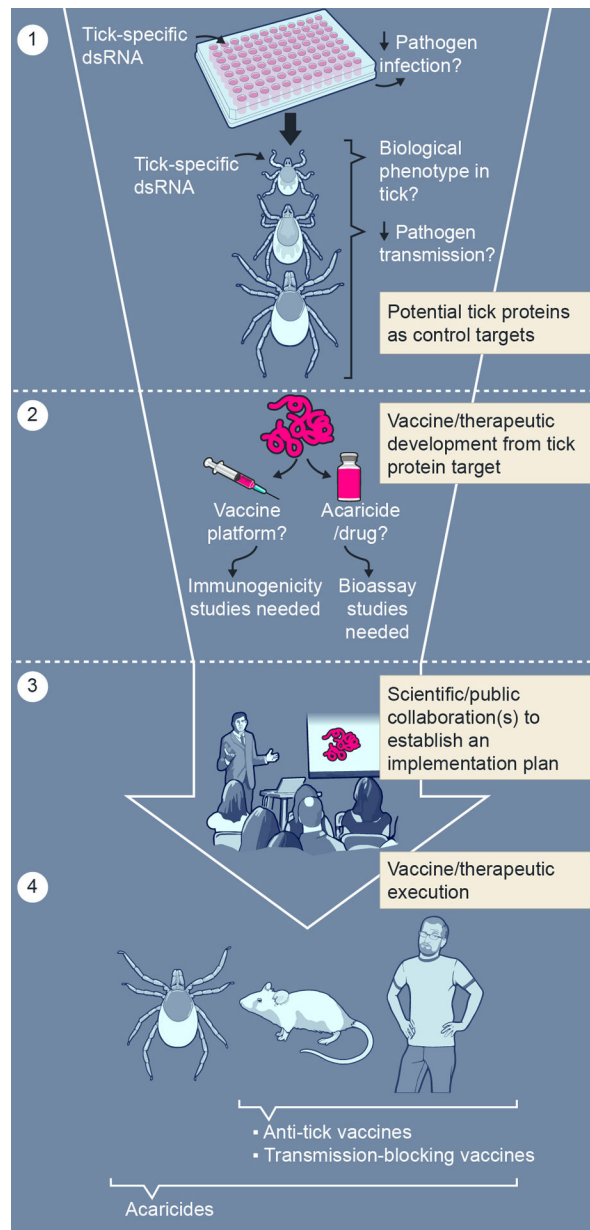 1
Tick-specific
dsRNA
↓ Pathogen
infection?
Tick-specific
dsRNA
Biological
phenotype in
tick?
↓ Pathogen
transmission?
Potential tick proteins
as control targets
2
Vaccine/therapeutic
development from tick
protein target
Vaccine
platform?
Acaricide
/drug?
Immunogenicity
studies needed
Bioassay
studies
needed
3
Scientific/public
collaboration(s) to
establish an
implementation plan
4
Vaccine/therapeutic
execution
▪ Anti-tick vaccines
▪ Transmission-blocking vaccines
Acaricides